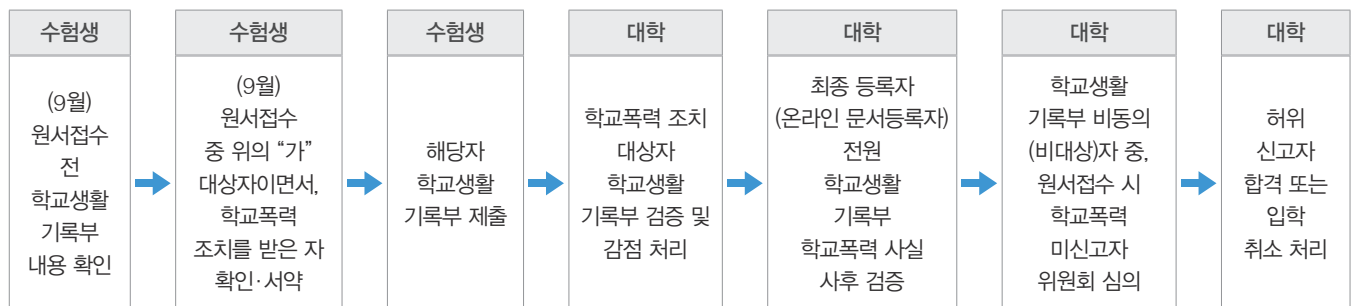 수험생
(9월)
원서접수
전
학교생활
기록부
내용 확인
수험생
(9월)
원서접수
중 위의 “가”
대상자이면서,
학교폭력
조치를 받은 자
확인·서약
수험생
해당자
학교생활
기록부 제출
대학
학교폭력 조치
대상자
학교생활
기록부 검증 및
감점 처리
대학
최종 등록자
(온라인 문서등록자)
전원
학교생활
기록부
학교폭력 사실
사후 검증
대학
학교생활
기록부 비동의
(비대상)자 중,
원서접수 시
학교폭력
미신고자
위원회 심의
대학
허위
신고자
합격 또는
입학
취소 처리